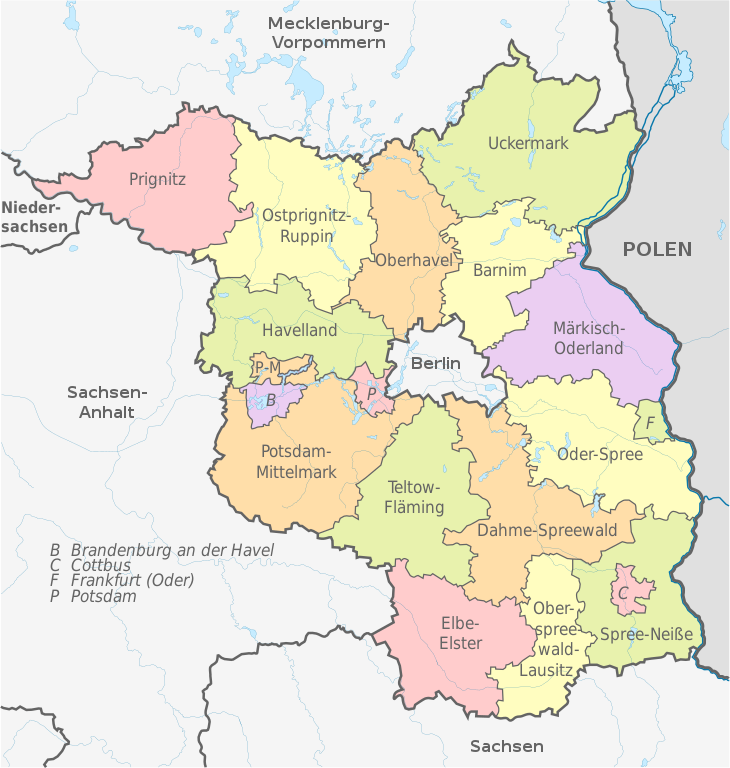 Mecklenburg-
Vorpommern
Uckermark
Prignitz
Nieder-
sachsen
Ostprignitz-
Ruppin
POLEN
Oberhavel
Barnim
Havelland
Märkisch-
Oderland
Berlin
P-M
Sachsen-
Anhalt
B
P
F
Potsdam-
Mittelmark
Oder-Spree
Teltow-
Fläming
Dahme-Spreewald
B Brandenburg an der Havel
C Cottbus
F Frankfurt (Oder)
P Potsdam
C
Elbe-
Elster
Ober-
spree-
wald-
Lausitz
Spree-Neiße
Sachsen